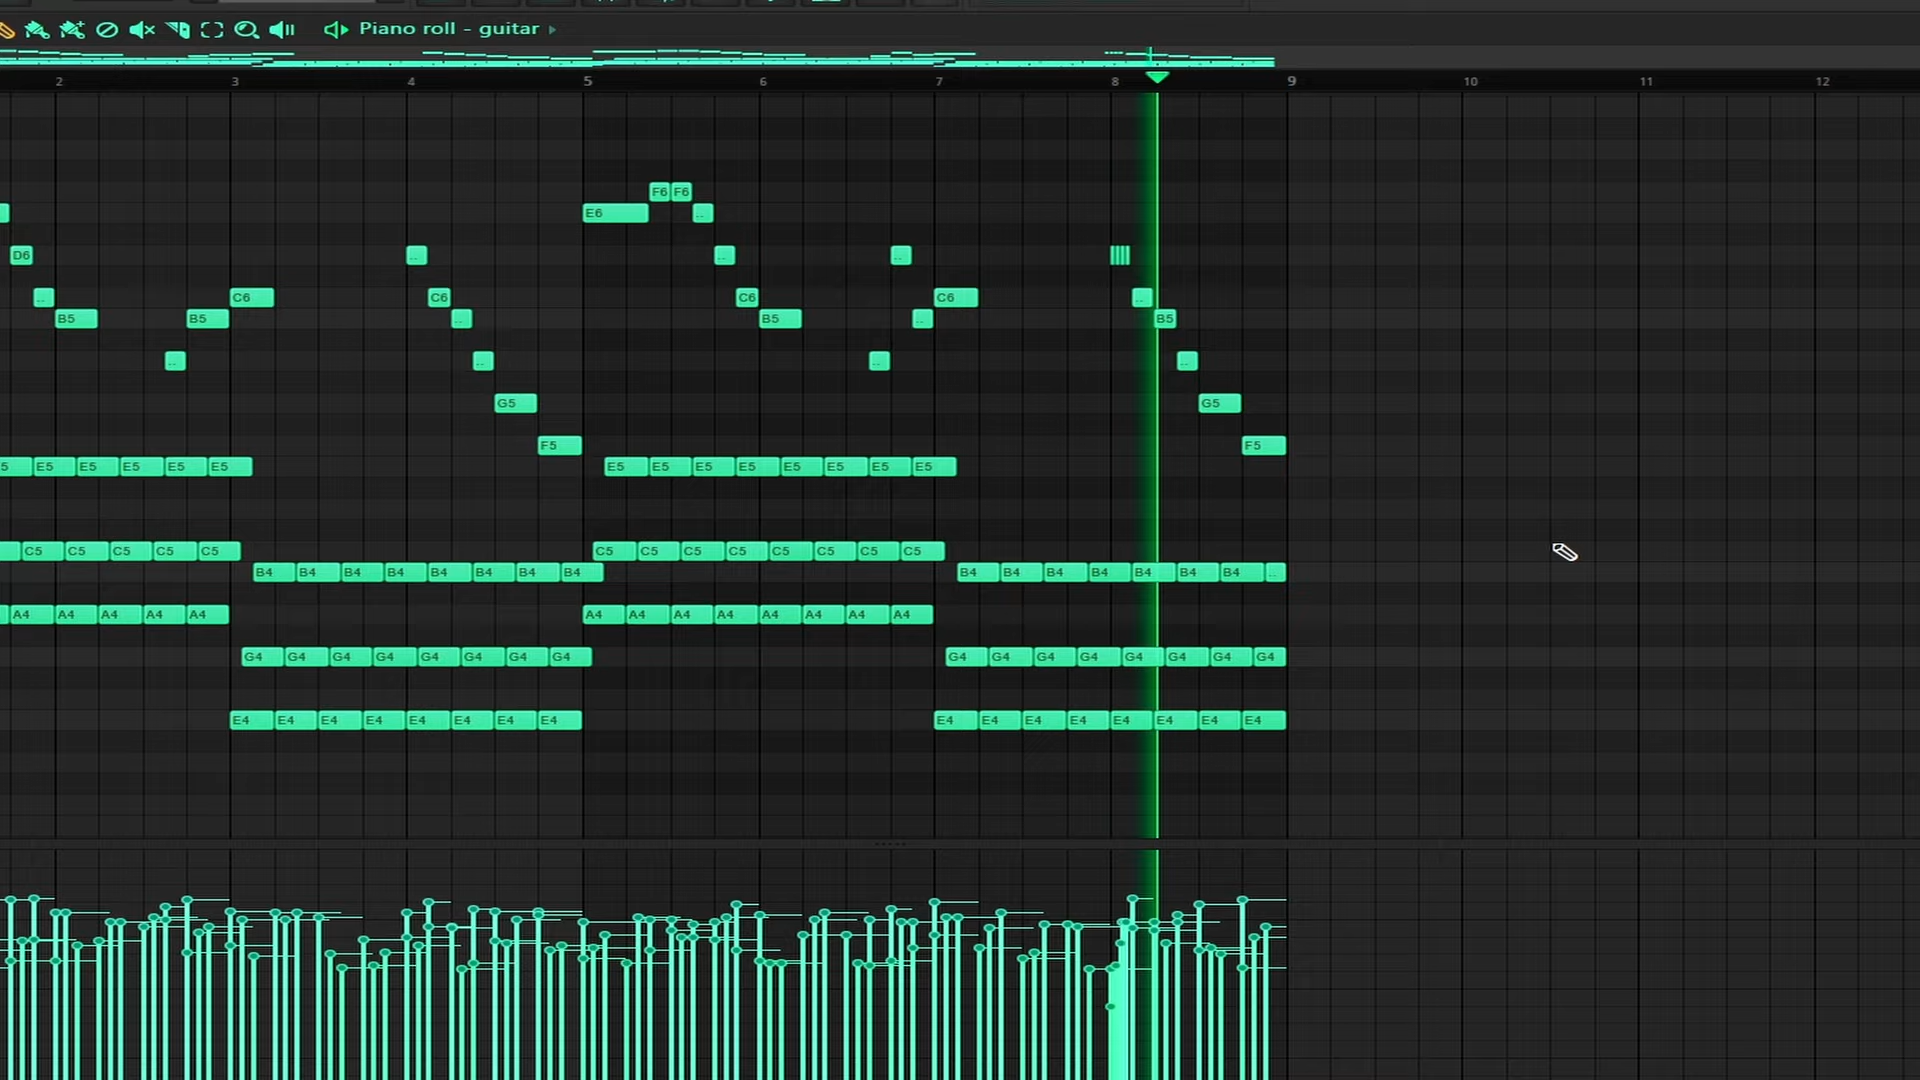 Piano roll - guitar
2 3 4 5 6 7 8 9 10 11 12
F6 F6
E6
D6 ..
C6 C6 C6 C6
B5 B5 B5 B5
G5 G5
F5 F5
5 E5 E5 E5 E5 E5 E5 E5 E5 E5 E5 E5 E5 E5
C5 C5 C5 C5 C5 C5 C5 C5 C5 C5 C5 C5 C5
B4 B4 B4 B4 B4 B4 B4 B4 B4 B4 B4 B4 B4 B4 B4 ..
A4 A4 A4 A4 A4 A4 A4 A4 A4 A4 A4 A4 A4
G4 G4 G4 G4 G4 G4 G4 G4 G4 G4 G4 G4 G4 G4 G4 G4
E4 E4 E4 E4 E4 E4 E4 E4 E4 E4 E4 E4 E4 E4 E4 E4